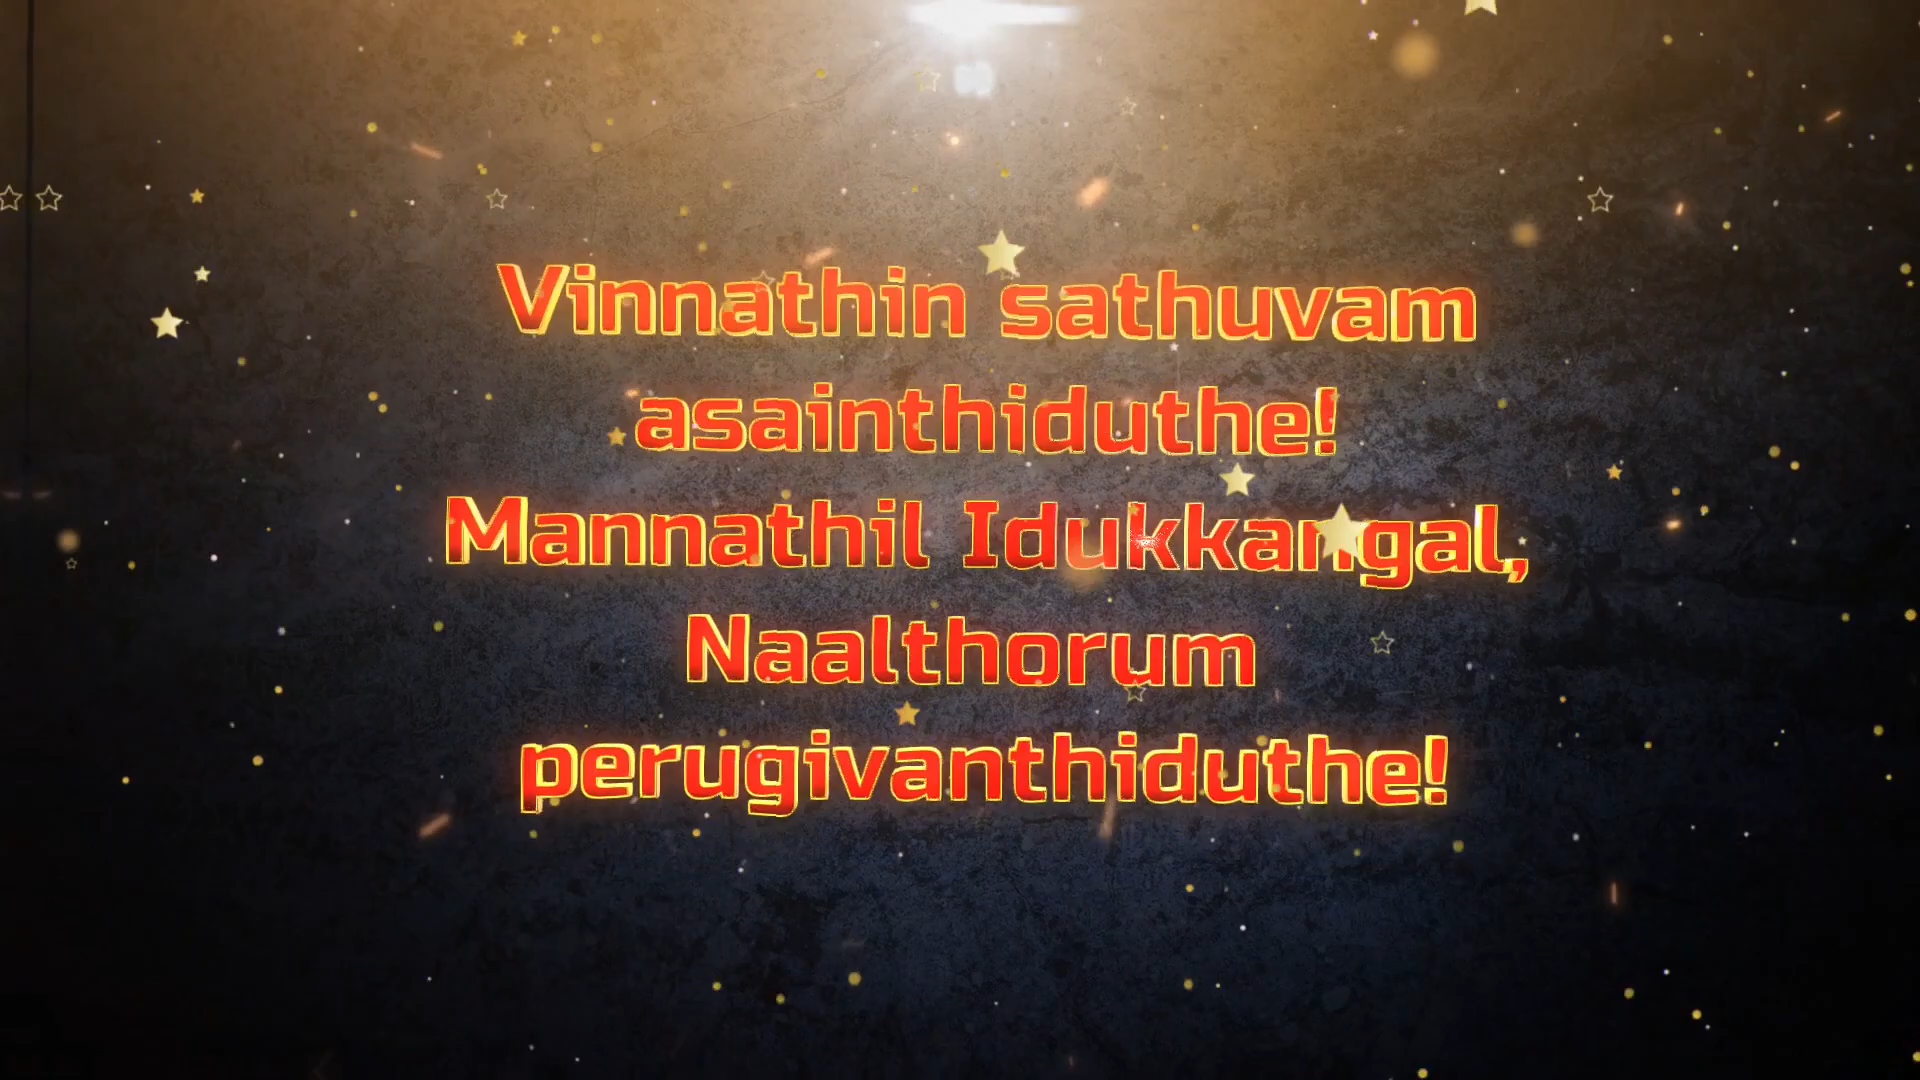 Vinnathin sathuvam
asainthiduthe!
Mannathil Idukkangal,
Naalthorum
perugivanthiduthe!